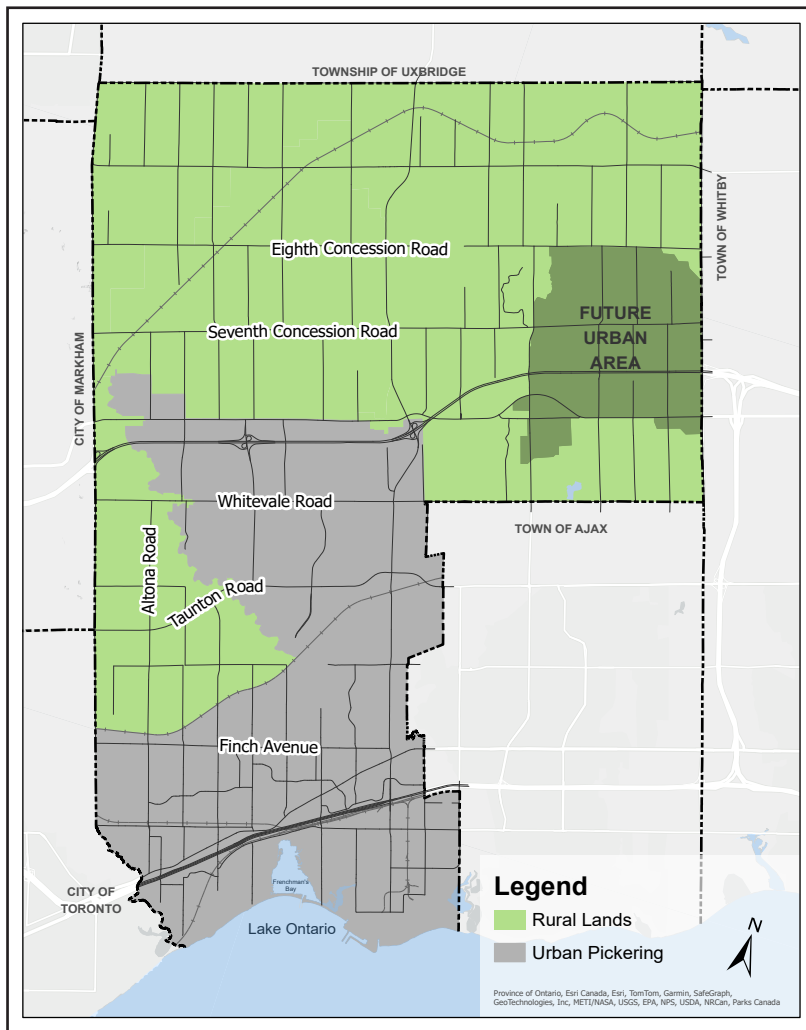 TOWNSHIP OF UXBRIDGE
TOWN OF WHITBY
Eighth Concession Road
FUTURE
URBAN
AREA
Seventh Concession Road
CITY OF MARKHAM
Whitevale Road
TOWN OF AJAX
Altona Road
Taunton Road
Finch Avenue
CITY OF
TORONTO
Frenchman's
Bay
Lake Ontario
Legend
Rural Lands
Urban Pickering
N
Province of Ontario, Esri Canada, Esri, TomTom, Garmin, SafeGraph,
GeoTechnologies, Inc, METI/NASA, USGS, EPA, NPS, USDA, NRCan, Parks Canada